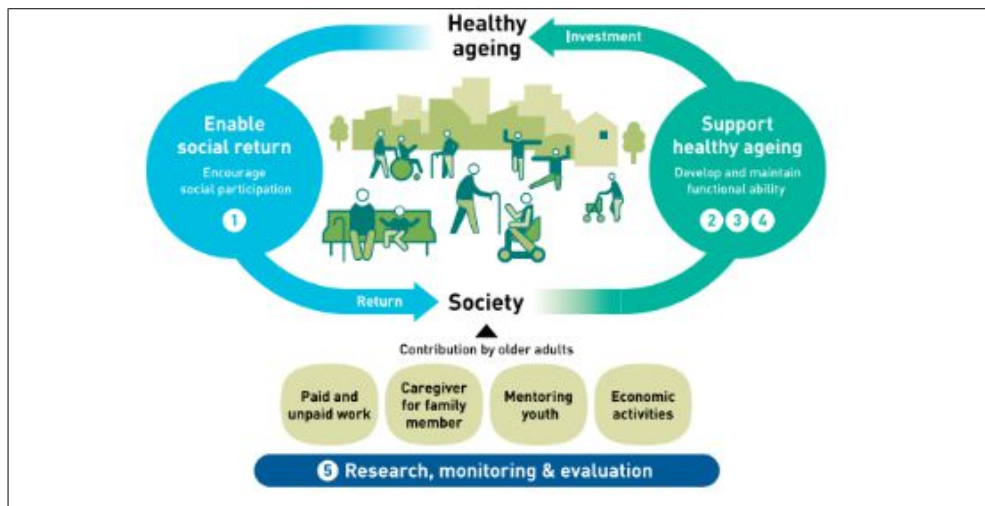 Healthy
ageing
Investment
Enable
social return
Encourage
social participation
1
Support
healthy ageing
Develop and maintain
functional ability
2 3 4
Return
Society
Contribution by older adults
Paid and
unpaid work
Caregiver
for family
member
Mentoring
youth
Economic
activities
5 Research, monitoring & evaluation